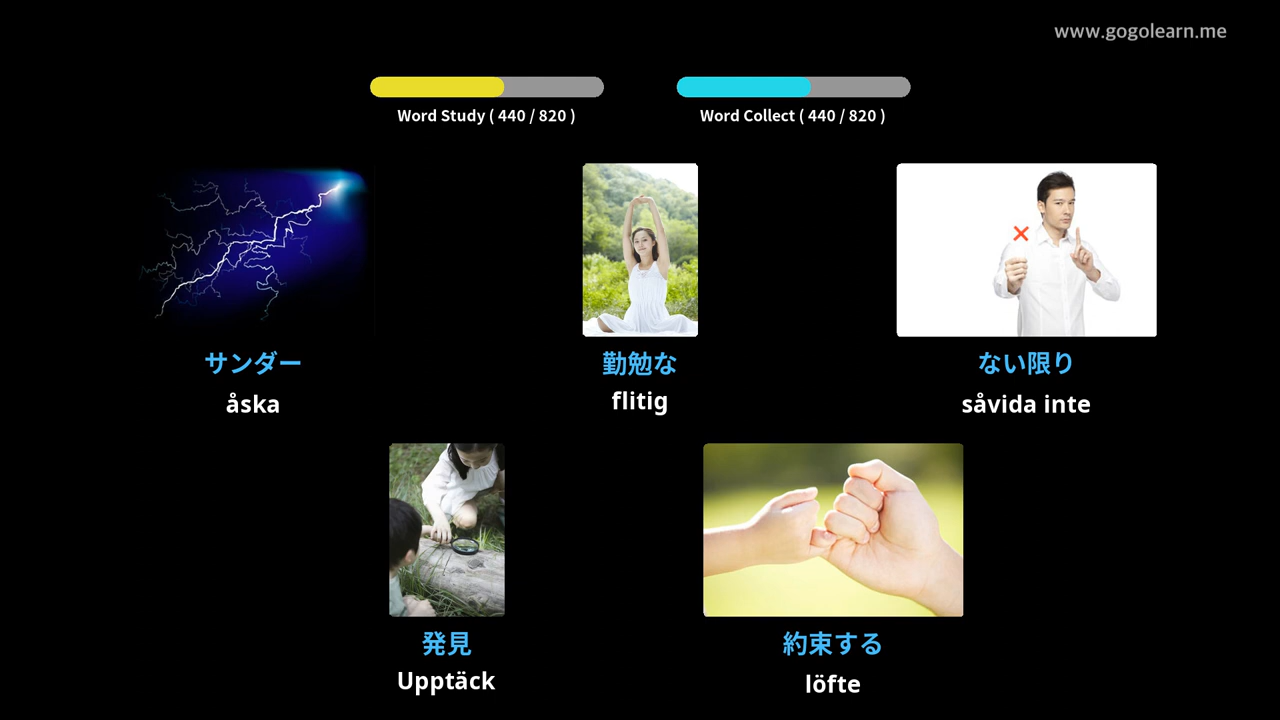 www.gogolearn.me
Word Study ( 440 / 820 )
Word Collect ( 440 / 820 )
サンダー
åska
勤勉な
flitig
ない限り
såvida inte
発見
Upptäck
約束する
löfte